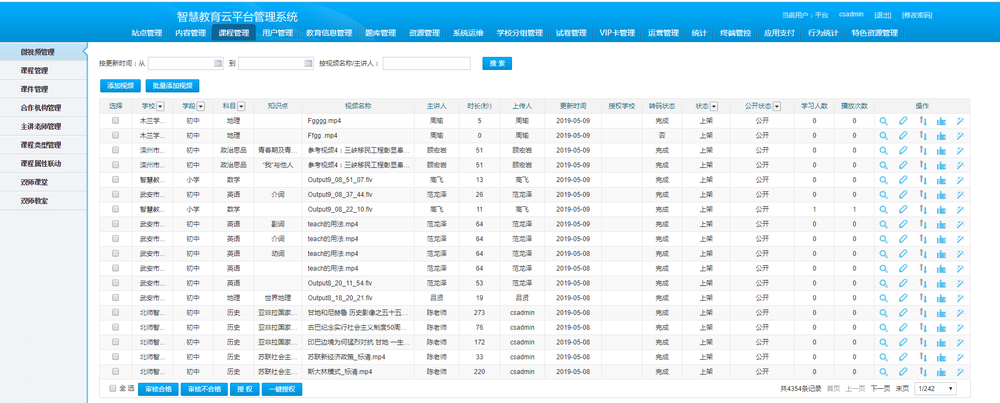 智慧教育云平台管理系统
当前用户：平台 csadmin [退出] [修改密码]
站点管理 内容管理 课程管理 用户管理 教育信息管理 题库管理 资源管理 系统运维 学校分组管理 试卷管理 VIP卡管理 运营管理 统计 终端管控 应用支付 行为统计 特色资源管理
微视频管理
课程管理
课件管理
合作机构管理
主讲老师管理
课程类型管理
课程属性联动
双师课堂
双师教室
按更新时间：从 到 按视频名称/主讲人： 搜 索
添加视频 批量添加视频
选择 学校 学段 科目 知识点 视频名称 主讲人 时长(秒) 上传人 更新时间 授权学校 转码状态 状态 公开状态 学习人数 播放次数 操作
木兰学... 初中 地理 Fgggg.mp4 周瑜 5 周瑜 2019-05-09 完成 上架 公开 0 0
木兰学... 初中 地理 Ffgg .mp4 周瑜 0 周瑜 2019-05-09 否 上架 公开 0 0
滦州市... 初中 政治思品 青春期及青... 参考视频4：三峡移民工程彰显奉... 顾宏岩 51 顾宏岩 2019-05-09 完成 上架 公开 0 0
滦州市... 初中 政治思品 “我”与他人 参考视频4：三峡移民工程彰显奉... 顾宏岩 51 顾宏岩 2019-05-09 完成 上架 公开 0 0
智慧教... 小学 数学 Output9_08_51_07.flv 高飞 13 高飞 2019-05-09 完成 上架 公开 0 0
武安市... 初中 英语 介词 Output9_08_37_44.flv 范龙泽 26 范龙泽 2019-05-09 完成 上架 公开 0 0
智慧教... 小学 数学 Output9_08_22_10.flv 高飞 11 高飞 2019-05-09 完成 上架 公开 1 1
武安市... 初中 英语 副词 teach的用法.mp4 范龙泽 64 范龙泽 2019-05-09 完成 上架 公开 0 0
武安市... 初中 英语 介词 teach的用法.mp4 范龙泽 64 范龙泽 2019-05-09 完成 上架 公开 0 0
武安市... 初中 英语 动词 teach的用法.mp4 范龙泽 64 范龙泽 2019-05-08 完成 上架 公开 0 0
武安市... 初中 英语 teach的用法.mp4 范龙泽 64 范龙泽 2019-05-08 完成 上架 公开 0 0
武安市... 初中 英语 Output8_20_11_54.flv 范龙泽 53 范龙泽 2019-05-08 完成 上架 公开 0 0
武安市... 初中 地理 世界地理 Output8_18_20_21.flv 吕贤 19 吕贤 2019-05-08 完成 上架 公开 0 0
北师智... 初中 历史 亚非拉国家... 甘地和尼赫鲁 历史影像之五十五... 陈老师 273 csadmin 2019-05-08 完成 上架 公开 0 0
北师智... 初中 历史 亚非拉国家... 古巴纪念实行社会主义制度50周... 陈老师 76 csadmin 2019-05-08 完成 上架 公开 0 0
北师智... 初中 历史 亚非拉国家... 印巴边境为何猛烈对抗 甘地 一生... 陈老师 172 csadmin 2019-05-08 完成 上架 公开 0 0
北师智... 初中 历史 苏联社会主... 苏联新经济政策_标清.mp4 陈老师 33 csadmin 2019-05-08 完成 上架 公开 0 0
北师智... 初中 历史 苏联社会主... 斯大林模式_标清.mp4 陈老师 220 csadmin 2019-05-08 完成 上架 公开 0 0
全 选 审核合格 审核不合格 授 权 一键授权 共4354条记录 首页 上一页 下一页 末页 1/242